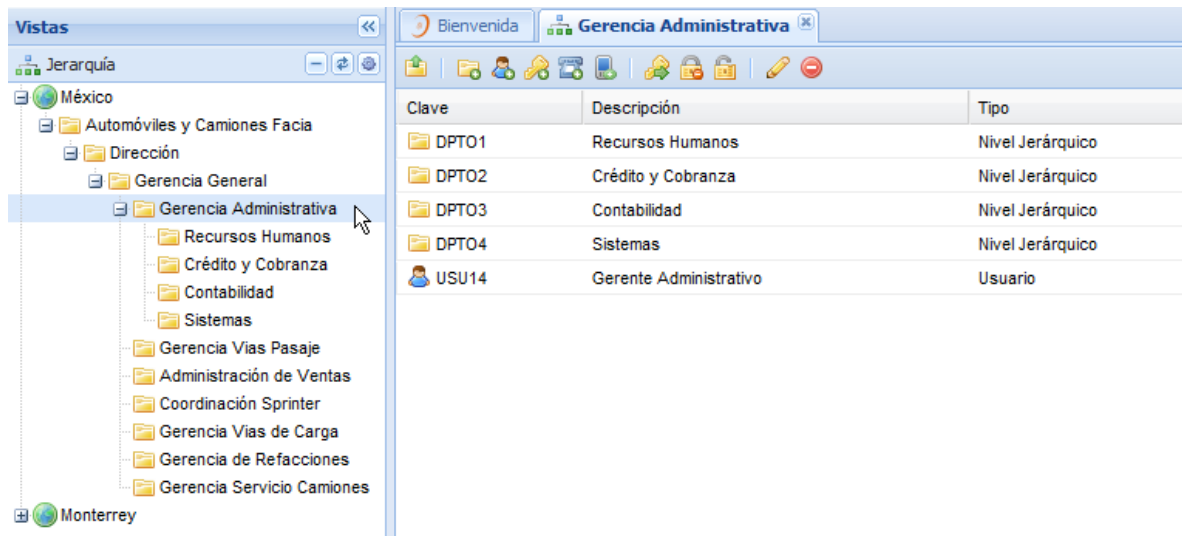 Vistas
Jerarquía
México
Automóviles y Camiones Facia
Dirección
Gerencia General
Gerencia Administrativa
Recursos Humanos
Crédito y Cobranza
Contabilidad
Sistemas
Gerencia Vias Pasaje
Administración de Ventas
Coordinación Sprinter
Gerencia Vias de Carga
Gerencia de Refacciones
Gerencia Servicio Camiones
Monterrey
Bienvenida Gerencia Administrativa
Clave Descripción Tipo
DPTO1 Recursos Humanos Nivel Jerárquico
DPTO2 Crédito y Cobranza Nivel Jerárquico
DPTO3 Contabilidad Nivel Jerárquico
DPTO4 Sistemas Nivel Jerárquico
USU14 Gerente Administrativo Usuario